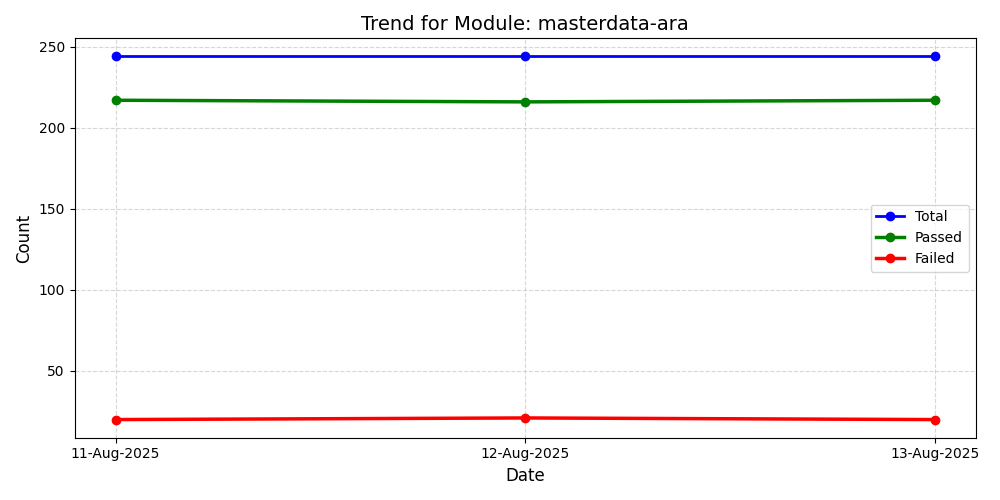 Trend for Module: masterdata-ara
Count
250
200
150
100
50
Total
Passed
Failed
11-Aug-2025
12-Aug-2025
13-Aug-2025
Date